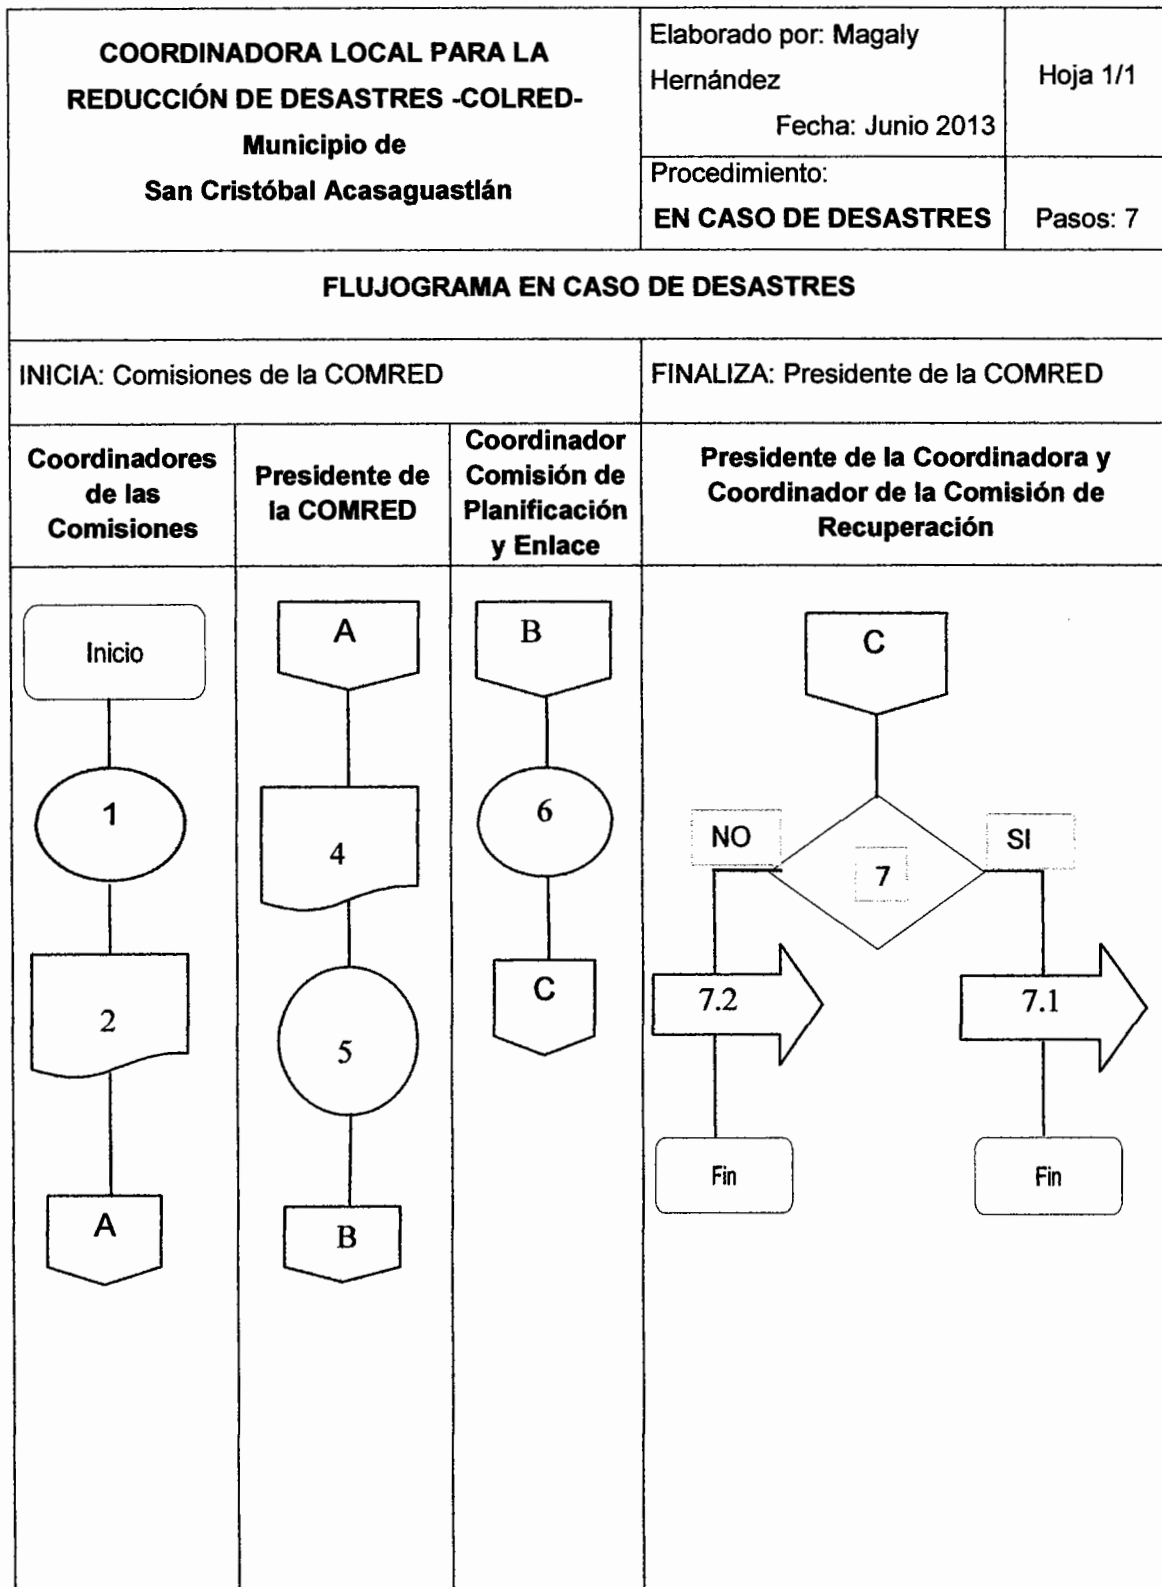 COORDINADORA LOCAL PARA LA
REDUCCIÓN DE DESASTRES -COLRED-
Municipio de
San Cristóbal Acasaguastlán
Elaborado por: Magaly
Hernández
Fecha: Junio 2013
Hoja 1/1
Procedimiento:
EN CASO DE DESASTRES
Pasos: 7
FLUJOGRAMA EN CASO DE DESASTRES
INICIA: Comisiones de la COMRED
FINALIZA: Presidente de la COMRED
Coordinadores
de las
Comisiones
Presidente de
la COMRED
Coordinador
Comisión de
Planificación
y Enlace
Presidente de la Coordinadora y
Coordinador de la Comisión de
Recuperación
Inicio
1
2
A
A
4
5
B
B
6
C
C
NO
7
SI
7.2
7.1
Fin
Fin